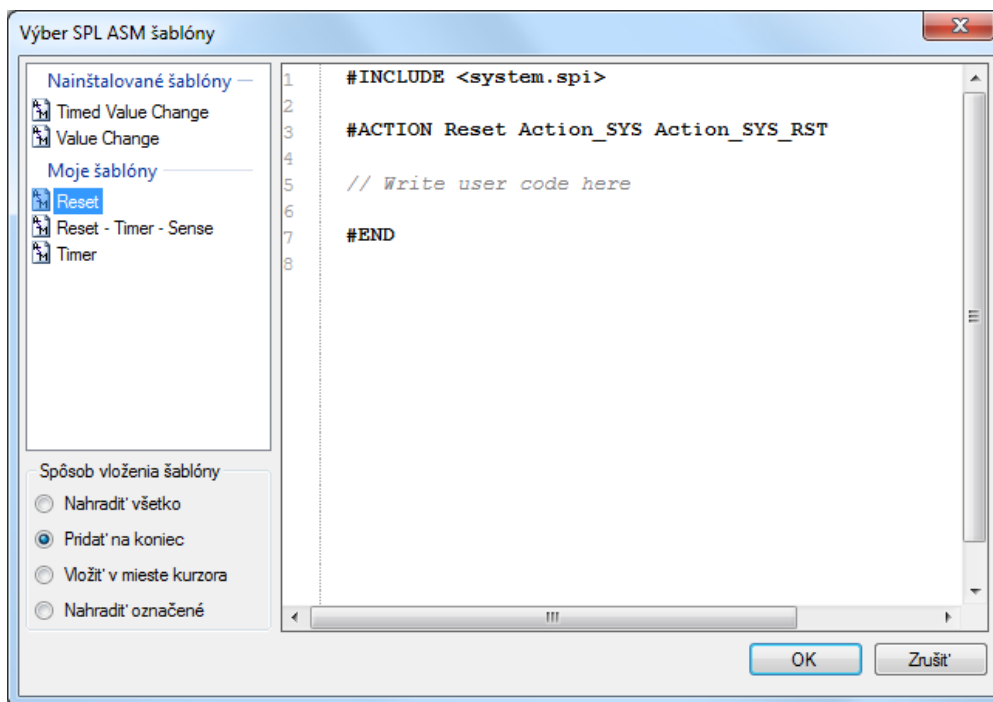 Výber SPL ASM šablóny
Nainštalované šablóny
Timed Value Change
Value Change
Moje šablóny
Reset
Reset - Timer - Sense
Timer
Spôsob vloženia šablóny
Nahradiť všetko
Pridať na koniec
Vložiť v mieste kurzora
Nahradiť označené
1 #INCLUDE <system.spi>
2
3 #ACTION Reset Action_SYS Action_SYS_RST
4
5 // Write user code here
6
7 #END
8
OK
Zrušiť